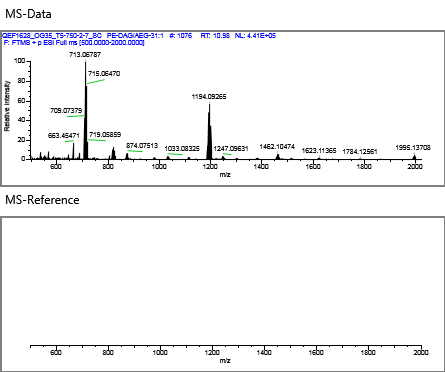 MS-Data
QEF1628_OG35_T5-750-2-7_BC PE-DAG/AEG-31:1 #: 1076 RT: 10.98 NL: 4.41E+05
F: FTMS + p ESI Full ms [500.0000-2000.0000]
713.06787
100
715.06470
80
1194.09265
60
709.07379
40
663.45471
719.05859
20
874.07513
1033.08325
1247.09631
1462.10474
1623.11365
1784.12561
1995.13708
0
Relative Intensity
600 800 1000 1200 1400 1600 1800 2000
m/z
MS-Reference
600 800 1000 1200 1400 1600 1800 2000
m/z